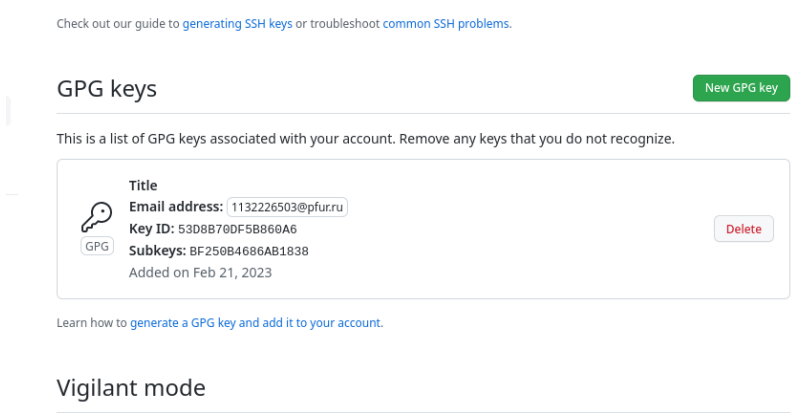 Check out our guide to generating SSH keys or troubleshoot common SSH problems.
GPG keys
New GPG key
This is a list of GPG keys associated with your account. Remove any keys that you do not recognize.
Title
Email address: 1132226503@pfur.ru
Key ID: 53D8B70DF5B860A6
GPG
Subkeys: BF250B4686AB1838
Added on Feb 21, 2023
Delete
Learn how to generate a GPG key and add it to your account.
Vigilant mode